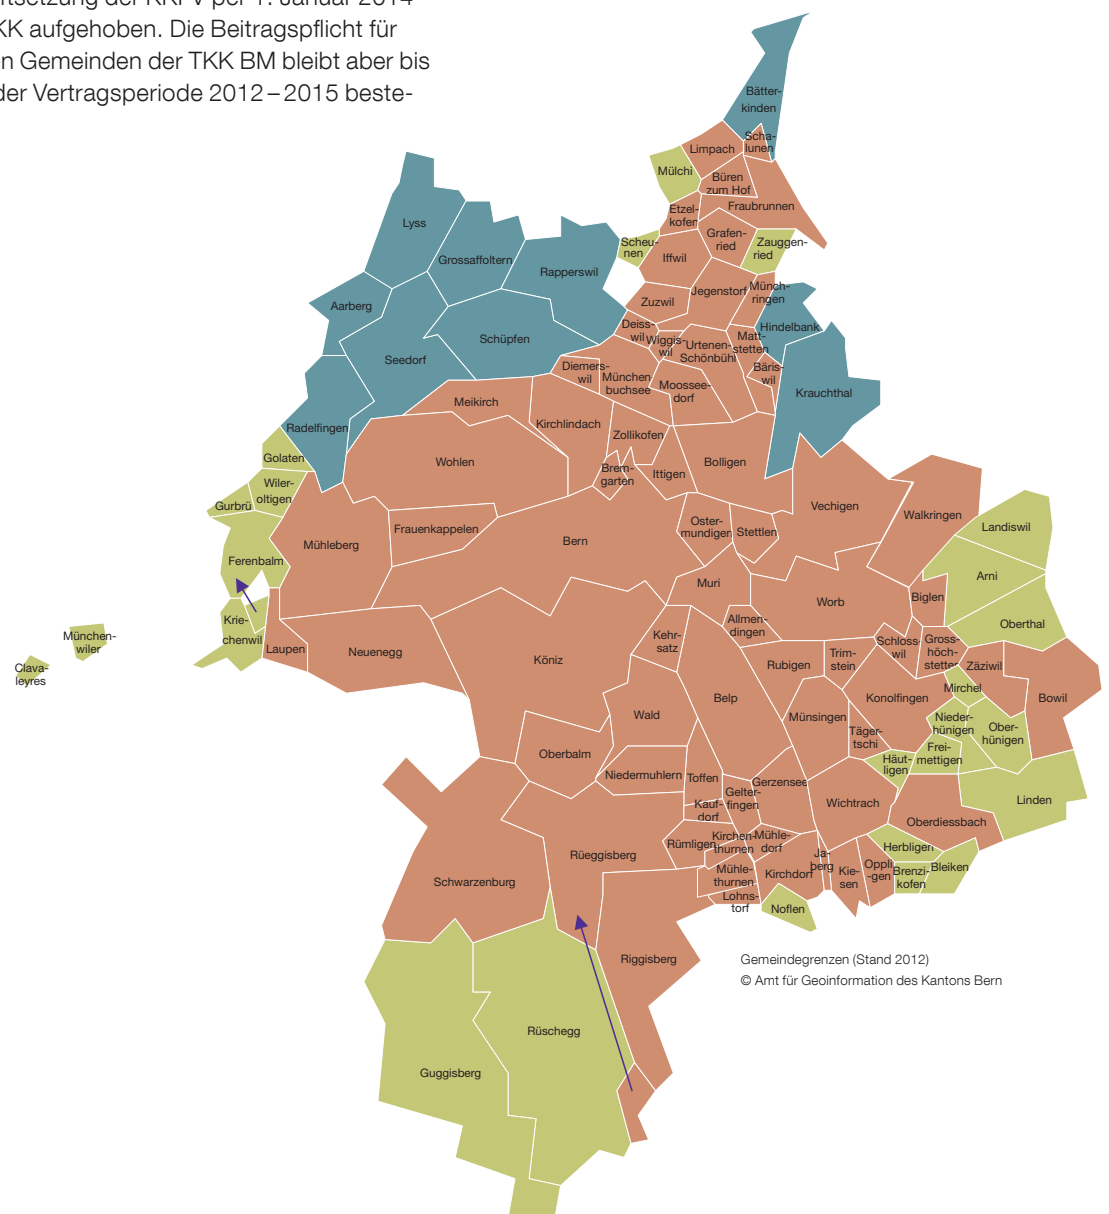 tsetzung der KKFV per 1. Januar 2014
KK aufgehoben. Die Beitragspflicht für
n Gemeinden der TKK BM bleibt aber bis
der Vertragsperiode 2012 – 2015 beste-
Bätter-
kinden
Scha-
lunen
Limpach
Mülchi
Büren
zum Hof
Fraubrunnen
Etzel-
kofen
Grafen-
ried
Zauggen-
ried
Scheu-
nen
Iffwil
Lyss
Grossaffoltern
Rapperswil
Jegenstorf
Münch-
ringen
Zuzwil
Aarberg
Hindelbank
Deiss-
wil
Wiggis-
wil
Urtenen-
Schönbühl
Matt-
stetten
Schüpfen
Seedorf
Diemers-
wil
München-
buchsee
Moossee-
dorf
Bäris-
wil
Krauchthal
Meikirch
Kirchlindach
Radelfingen
Zollikofen
Golaten
Wohlen
Bolligen
Brem-
garten
Ittigen
Wiler-
oltigen
Gurbrü
Vechigen
Walkringen
Landiswil
Oster-
mundigen
Stettlen
Frauenkappelen
Mühleberg
Bern
Ferenbalm
Arni
Muri
Biglen
Worb
Krie-
chenwil
Allmen-
dingen
Oberthal
München-
wiler
Laupen
Neuenegg
Kehr-
satz
Schloss-
wil
Gross-
höch-
stetten
Köniz
Rubigen
Trim-
stein
Zäziwil
Clava-
leyres
Mirchel
Belp
Konolfingen
Bowil
Wald
Münsingen
Nieder-
hünigen
Ober-
hünigen
Täger-
tschi
Oberbalm
Frei-
mettigen
Häut-
ligen
Niedermuhlern
Toffen
Gerzensee
Gelter-
fingen
Wichtrach
Linden
Kauf-
dorf
Oberdiessbach
Rümligen
Kirchen-
thurnen
Mühle-
dorf
Herbligen
Rüeggisberg
Ja-
berg
Kie-
sen
Oppli
-gen
Brenzi-
kofen
Bleiken
Mühle-
thurnen
Kirchdorf
Schwarzenburg
Lohns-
torf
Noflen
Riggisberg
Gemeindegrenzen (Stand 2012)
© Amt für Geoinformation des Kantons Bern
Rüschegg
Guggisberg